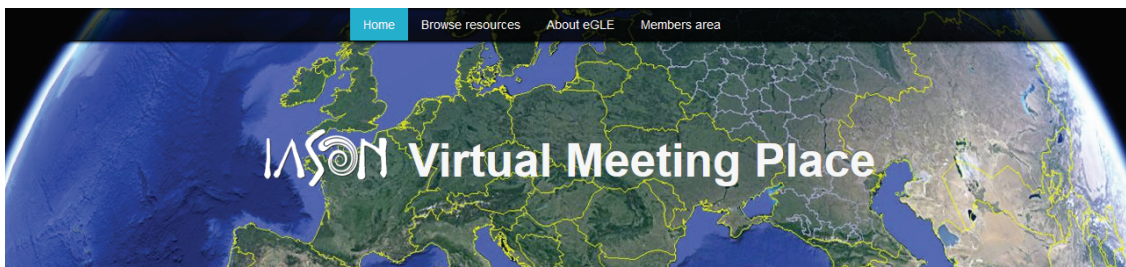 Home Browse resources About eGLE Members area
IASON Virtual Meeting Place